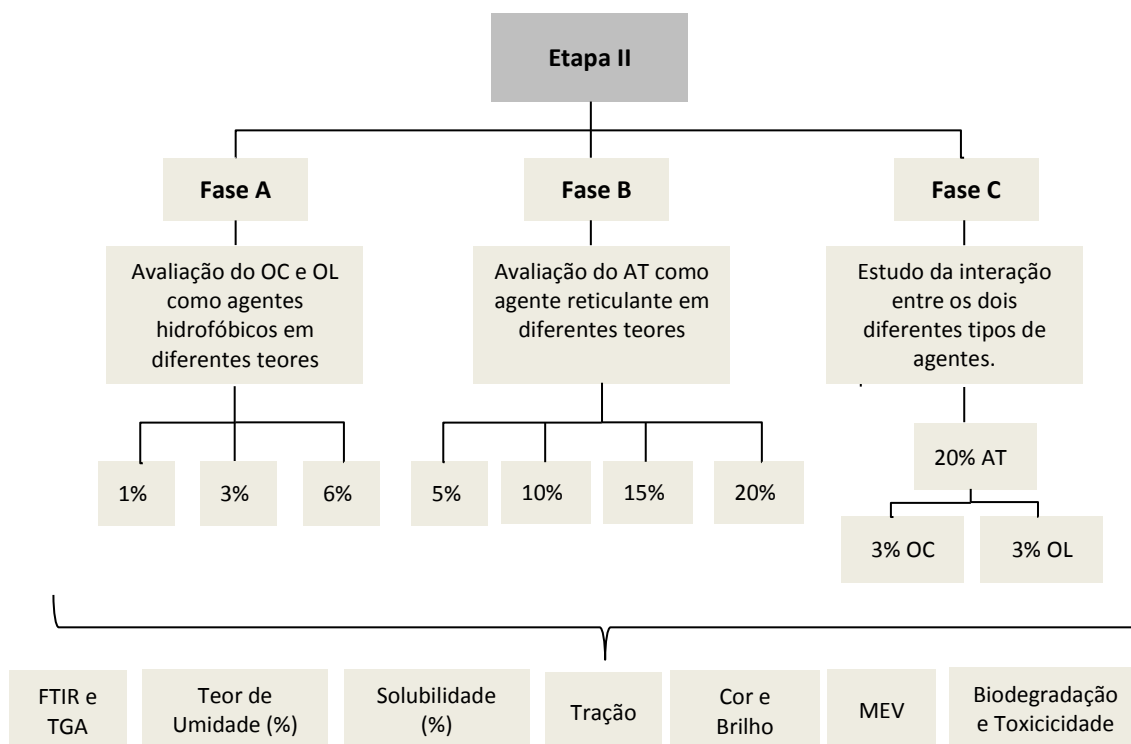 Etapa II
Fase A
Fase B
Fase C
Avaliação do OC e OL
como agentes
hidrofóbicos em
diferentes teores
Avaliação do AT como
agente reticulante em
diferentes teores
Estudo da interação
entre os dois
diferentes tipos de
agentes.
1%
3%
6%
5%
10%
15%
20%
20% AT
3% OC
3% OL
FTIR e
TGA
Teor de
Umidade (%)
Solubilidade
(%)
Tração
Cor e
Brilho
MEV
Biodegradação
e Toxicicidade